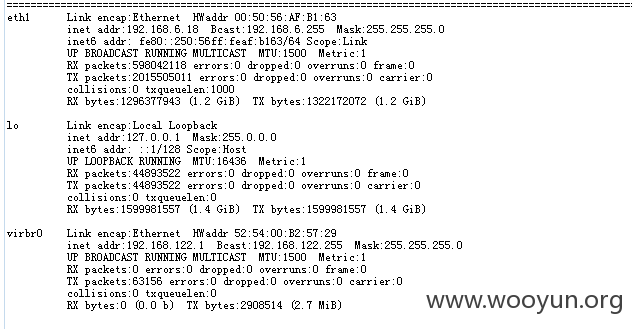 ================================================================================
eth1      Link encap:Ethernet  HWaddr 00:50:56:AF:B1:63
          inet addr:192.168.6.18  Bcast:192.168.6.255  Mask:255.255.255.0
          inet6 addr: fe80::250:56ff:feaf:b163/64 Scope:Link
          UP BROADCAST RUNNING MULTICAST  MTU:1500  Metric:1
          RX packets:598042118 errors:0 dropped:0 overruns:0 frame:0
          TX packets:2015505011 errors:0 dropped:0 overruns:0 carrier:0
          collisions:0 txqueuelen:1000
          RX bytes:1296377943 (1.2 GiB)  TX bytes:1322172072 (1.2 GiB)
lo        Link encap:Local Loopback
          inet addr:127.0.0.1  Mask:255.0.0.0
          inet6 addr: ::1/128 Scope:Host
          UP LOOPBACK RUNNING  MTU:16436  Metric:1
          RX packets:44893522 errors:0 dropped:0 overruns:0 frame:0
          TX packets:44893522 errors:0 dropped:0 overruns:0 carrier:0
          collisions:0 txqueuelen:0
          RX bytes:1599981557 (1.4 GiB)  TX bytes:1599981557 (1.4 GiB)
virbr0    Link encap:Ethernet  HWaddr 52:54:00:B2:57:29
          inet addr:192.168.122.1  Bcast:192.168.122.255  Mask:255.255.255.0
          UP BROADCAST RUNNING MULTICAST  MTU:1500  Metric:1
          RX packets:0 errors:0 dropped:0 overruns:0 frame:0
          TX packets:63156 errors:0 dropped:0 overruns:0 carrier:0
          collisions:0 txqueuelen:0
          RX bytes:0 (0.0 b)  TX bytes:2908514 (2.7 MiB)
www.wooyun.org